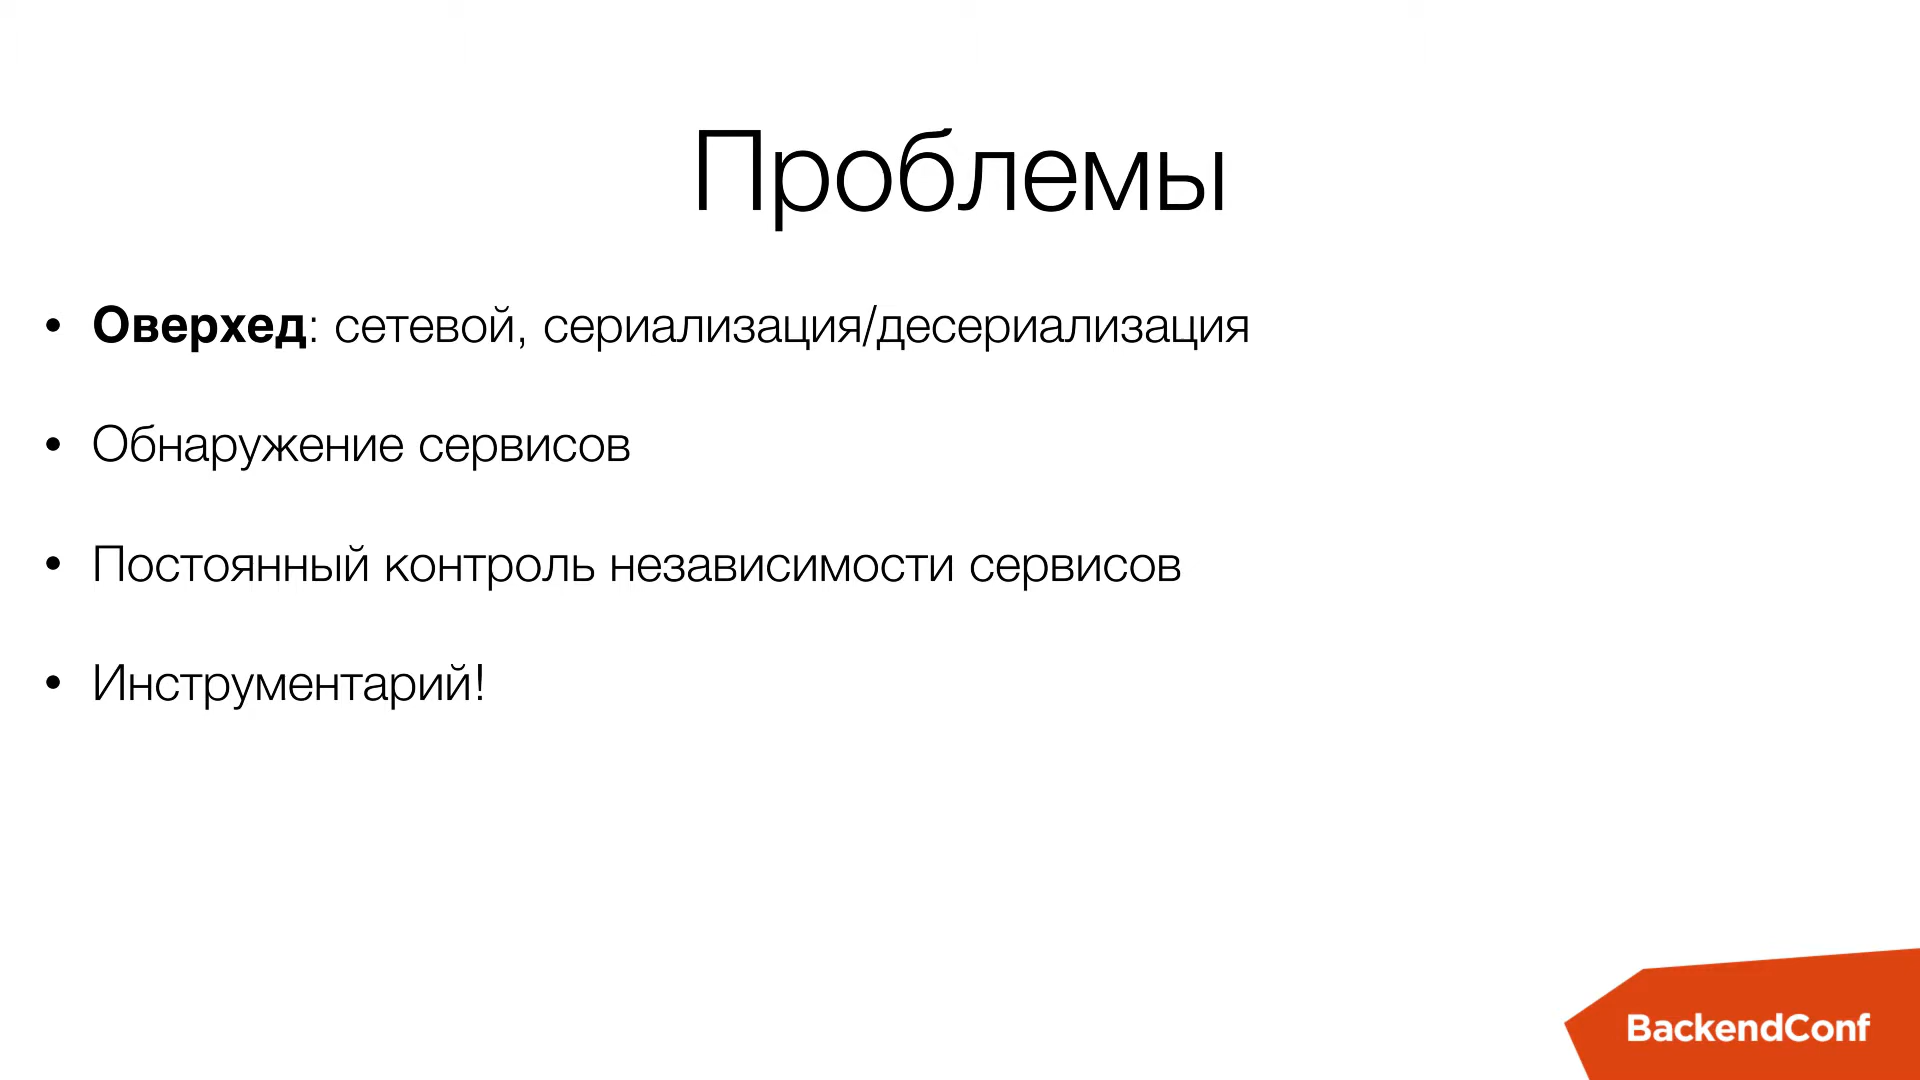 Проблемы
• Оверхед: сетевой, сериализация/десериализация
• Обнаружение сервисов
• Постоянный контроль независимости сервисов
• Инструментарий!
BackendConf